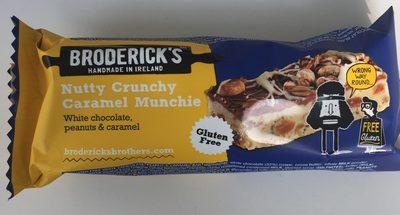 BRODERICK'S
HANDMADE IN IRELAND
Nutty Crunchy
Caramel Munchie
White chocolate,
peanuts & caramel
Gluten
Free
brodericksbrothers.com
WRONG
WAY
ROUND.
FREE
Gluten